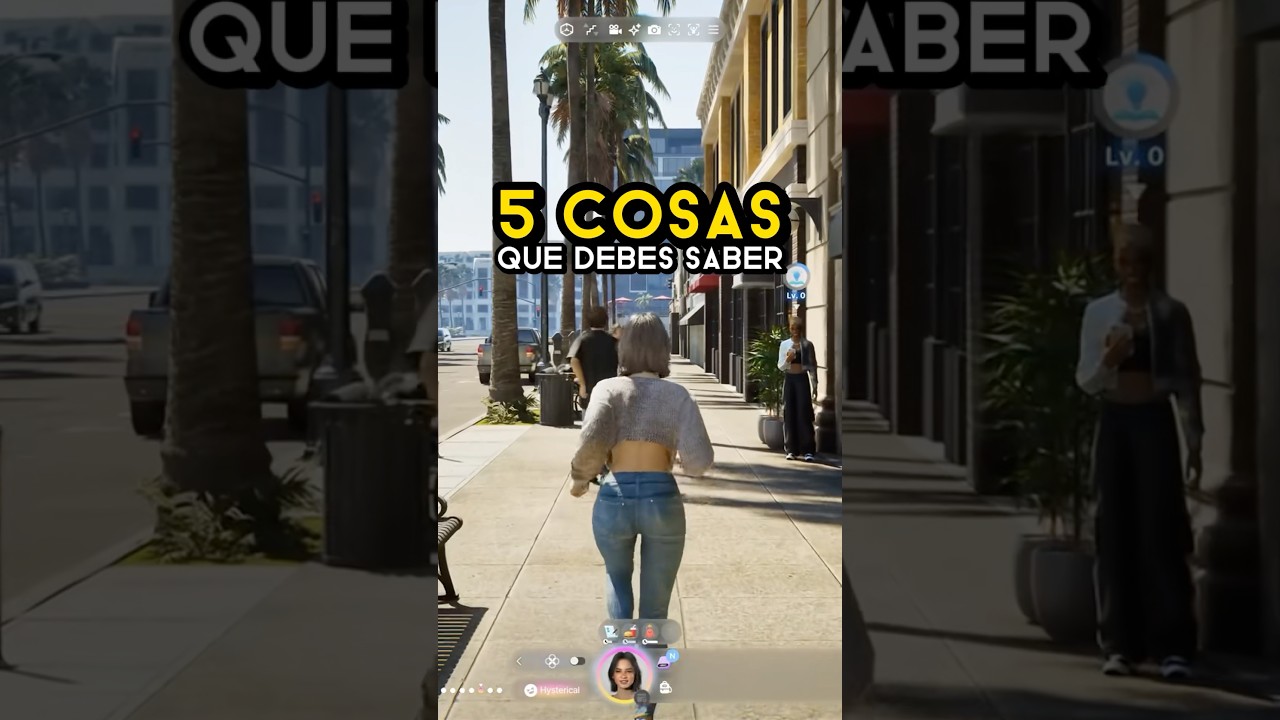 5 COSAS
QUE DEBES SABER
Lv. 0
N
Hysterical
QUE
ABER
Lv. 0